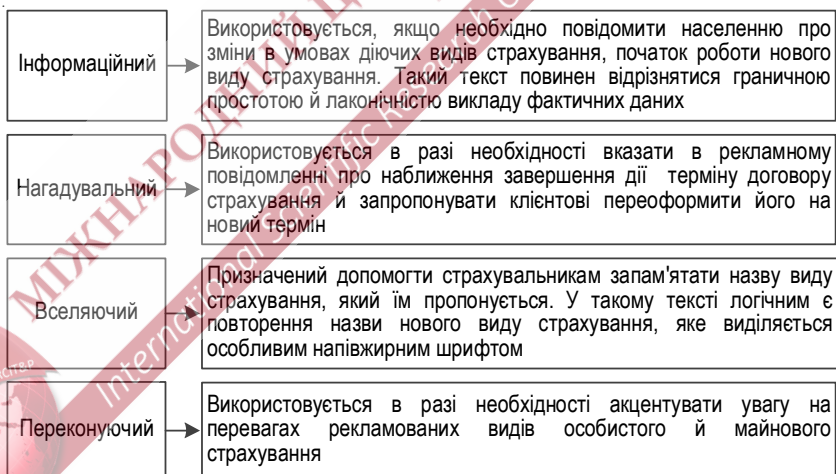 Інформаційний
Використовується, якщо необхідно повідомити населенню про
зміни в умовах діючих видів страхування, початок роботи нового
виду страхування. Такий текст повинен відрізнятися граничною
простотою й лаконічністю викладу фактичних даних
Нагадувальний
Використовується в разі необхідності вказати в рекламному
повідомленні про наближення завершення дії терміну договору
страхування й запропонувати клієнтові переоформити його на
новий термін
Вселяючий
Призначений допомогти страхувальникам запам'ятати назву виду
страхування, який їм пропонується. У такому тексті логічним є
повторення назви нового виду страхування, яке виділяється
особливим напівжирним шрифтом
Переконуючий
Використовується в разі необхідності акцентувати увагу на
перевагах рекламованих видів особистого й майнового
страхування
МІЖНАРОДНИЙ
International Scientific Research